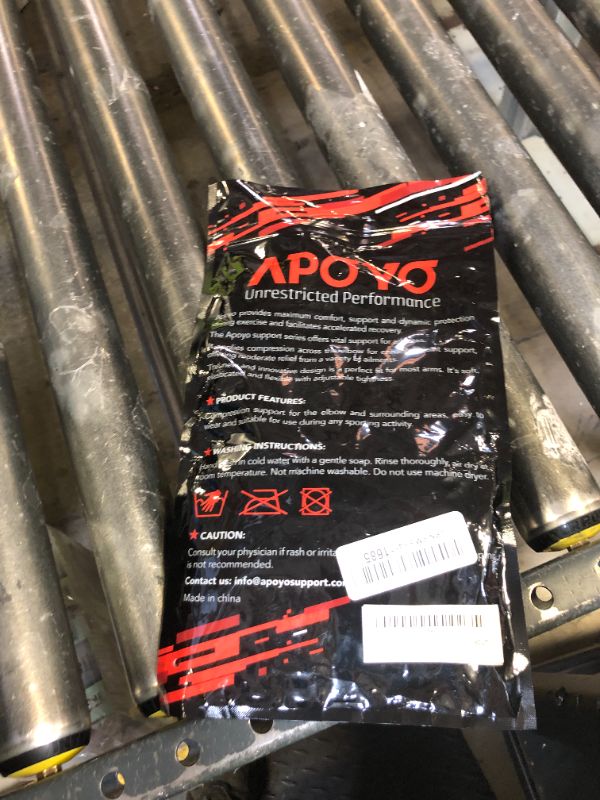 APOYO
Unrestricted Performance
provides maximum comfort, support and dynamic protection
exercise and facilitates accelerated recovery.
The Apoyo support series offers vital support for
compression across the elbow for support,
moderate relief from a variety of ailments.
and innovative design is perfect fit for most arms. It's soft,
and flexible with adjustable tightness.
PRODUCT FEATURES:
Compression support for the elbow and surrounding areas, easy to
wear and suitable for use during any sporting activity.
WASHING INSTRUCTIONS:
Hand in cold water with a gentle soap. Rinse thoroughly, air dry at
room temperature. Not machine washable. Do not use machine dryer.
CAUTION:
Consult your physician if rash or
is not recommended.
Contact us: info@apoyosupport.co
Made in china